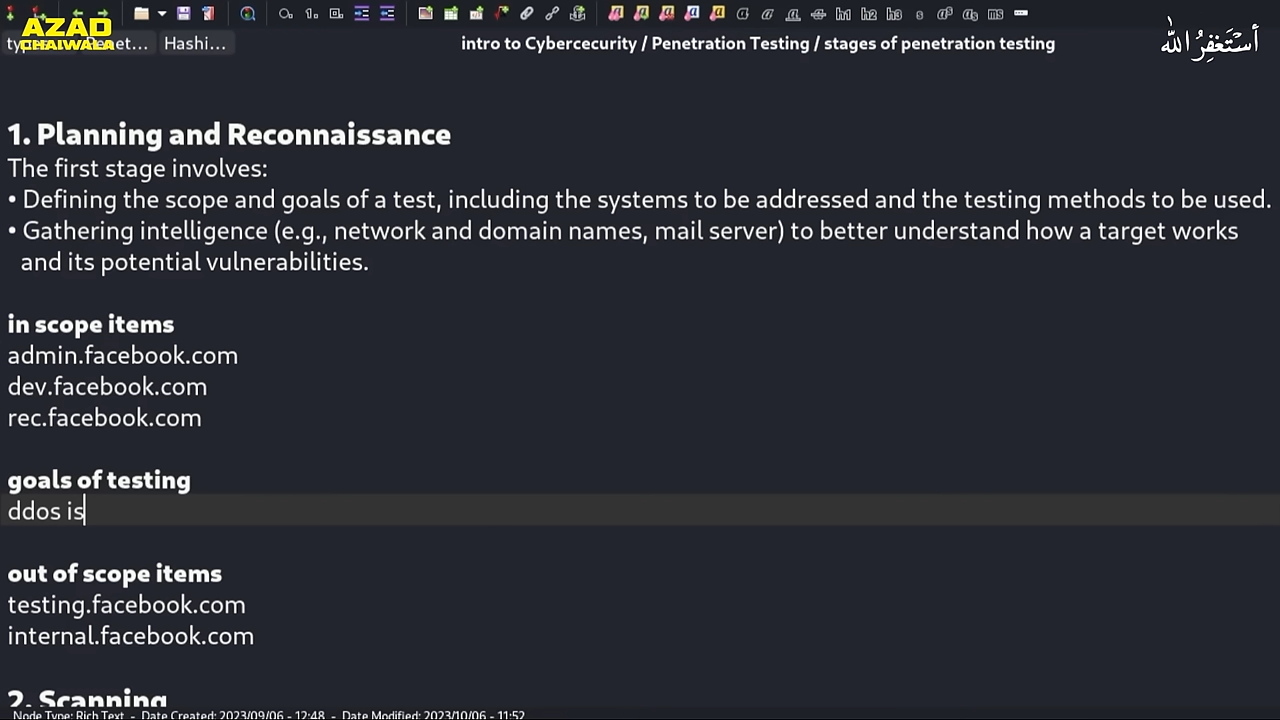 AZAD
CHAIWALA
Hashi...
intro to Cybercecurity / Penetration Testing / stages of penetration testing
أستغفر الله
1. Planning and Reconnaissance
The first stage involves:
• Defining the scope and goals of a test, including the systems to be addressed and the testing methods to be used.
• Gathering intelligence (e.g., network and domain names, mail server) to better understand how a target works
and its potential vulnerabilities.
in scope items
admin.facebook.com
dev.facebook.com
rec.facebook.com
goals of testing
ddos is
out of scope items
testing.facebook.com
internal.facebook.com
2. Scanning
Node Type: Rich Text - Date Created: 2023/09/06 - 12:48 - Date Modified: 2023/10/06 - 11:52